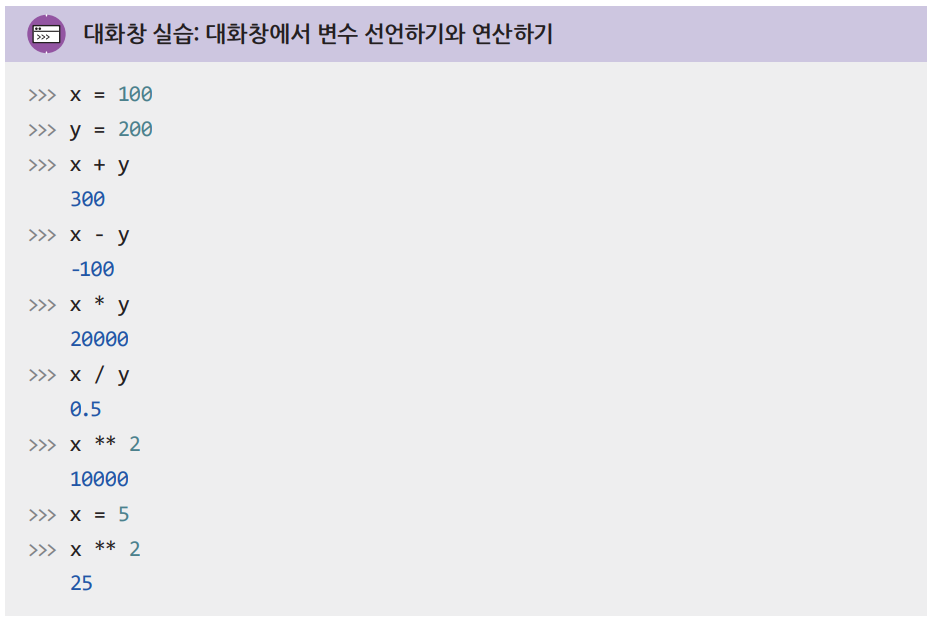 대화창 실습: 대화창에서 변수 선언하기와 연산하기
>>> x = 100
>>> y = 200
>>> x + y
300
>>> x - y
-100
>>> x * y
20000
>>> x / y
0.5
>>> x ** 2
10000
>>> x = 5
>>> x ** 2
25